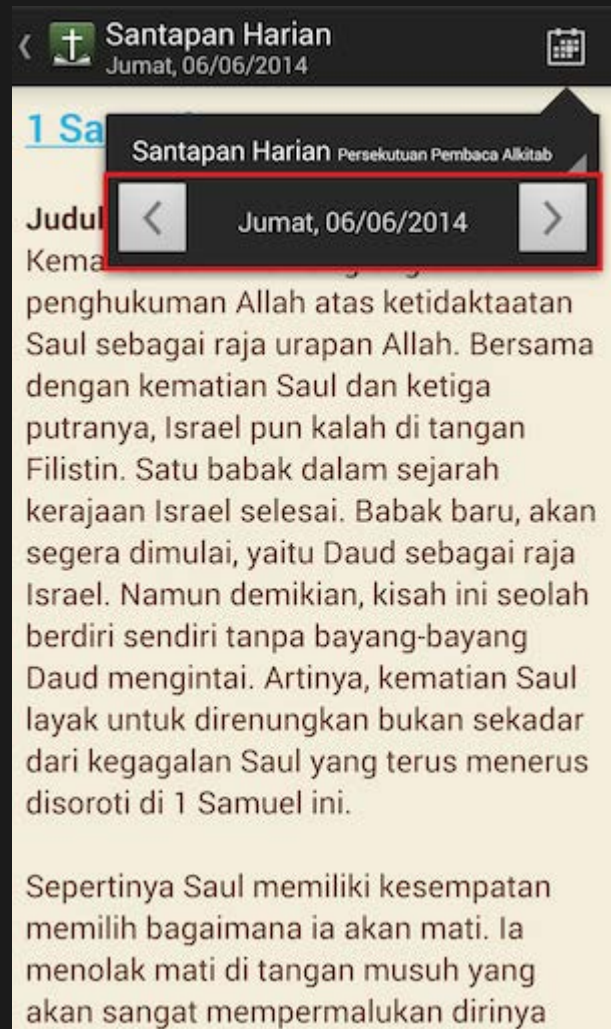 Santapan Harian
Jumat, 06/06/2014
1 Sa
Santapan Harian Persekutuan Pembaca Alkitab
Jumat, 06/06/2014
Judul
Kema
penghukuman Allah atas ketidaktaatan
Saul sebagai raja urapan Allah. Bersama
dengan kematian Saul dan ketiga
putranya, Israel pun kalah di tangan
Filistin. Satu babak dalam sejarah
kerajaan Israel selesai. Babak baru, akan
segera dimulai, yaitu Daud sebagai raja
Israel. Namun demikian, kisah ini seolah
berdiri sendiri tanpa bayang-bayang
Daud mengintai. Artinya, kematian Saul
layak untuk direnungkan bukan sekadar
dari kegagalan Saul yang terus menerus
disoroti di 1 Samuel ini.
Sepertinya Saul memiliki kesempatan
memilih bagaimana ia akan mati. Ia
menolak mati di tangan musuh yang
akan sangat mempermalukan dirinya